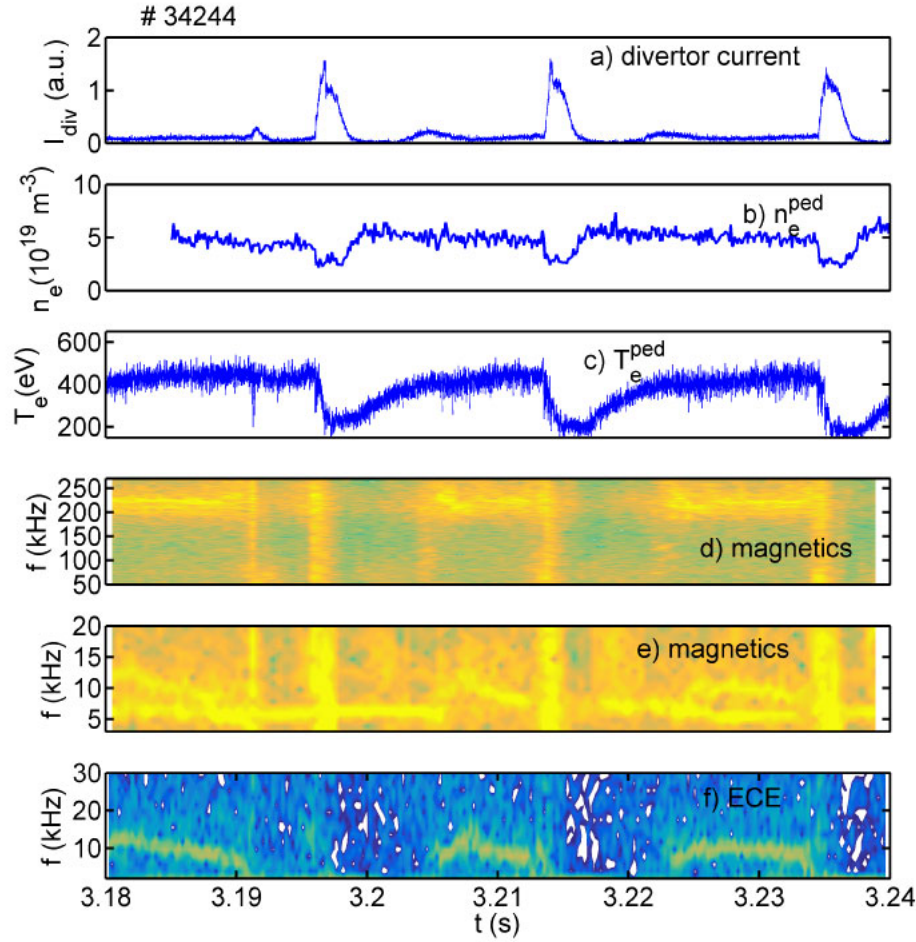 # 34244
2
1
0
I_div (a.u.)
a) divertor current
10
5
0
n_e(10^19 m^-3)
b) n_e^ped
600
400
200
T_e(eV)
c) T_e^ped
250
200
150
100
50
f (kHz)
d) magnetics
20
15
10
5
f (kHz)
e) magnetics
30
20
10
f (kHz)
f) ECE
3.18 3.19 3.2 3.21 3.22 3.23 3.24
t (s)